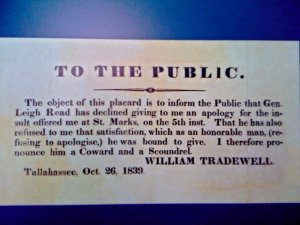 TO THE PUBLIC.
The object of this placard is to inform the Public that Gen.
Leigh Read has declined giving to me an apology for the in-
sult offered me at St. Marks, on the 5th inst. That he has also
refused to me that satisfaction, which as an honorable man, (re-
fusing to apologise,) he was bound to give. I therefore pro-
nounce him a Coward and a Scoundrel.
WILLIAM TRADEWELL.
Tallahassee, Oct. 26, 1839.